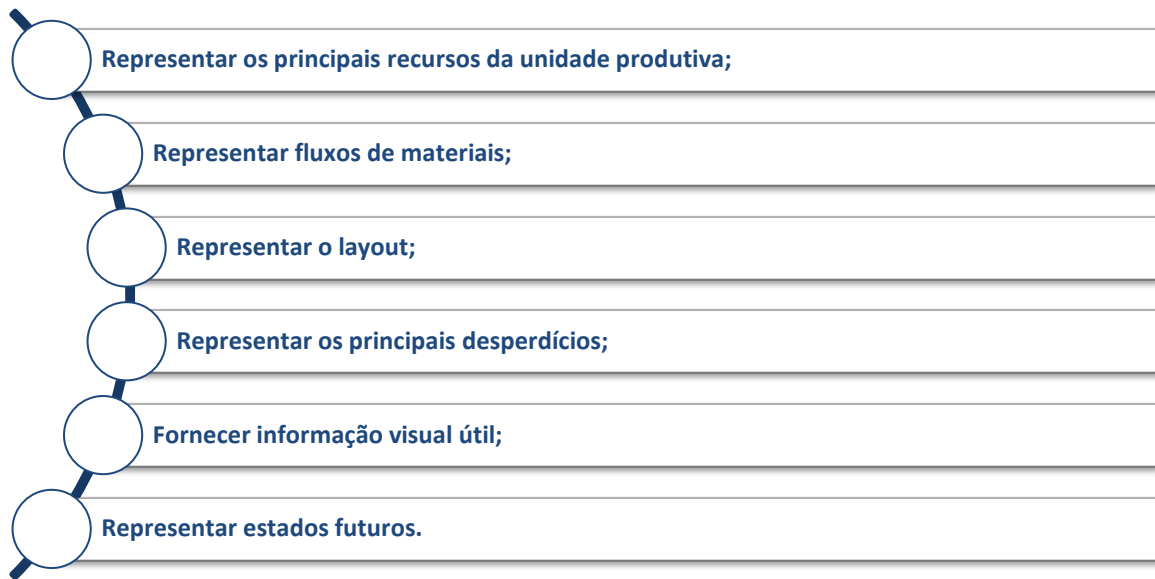 Representar os principais recursos da unidade produtiva;
Representar fluxos de materiais;
Representar o layout;
Representar os principais desperdícios;
Fornecer informação visual útil;
Representar estados futuros.